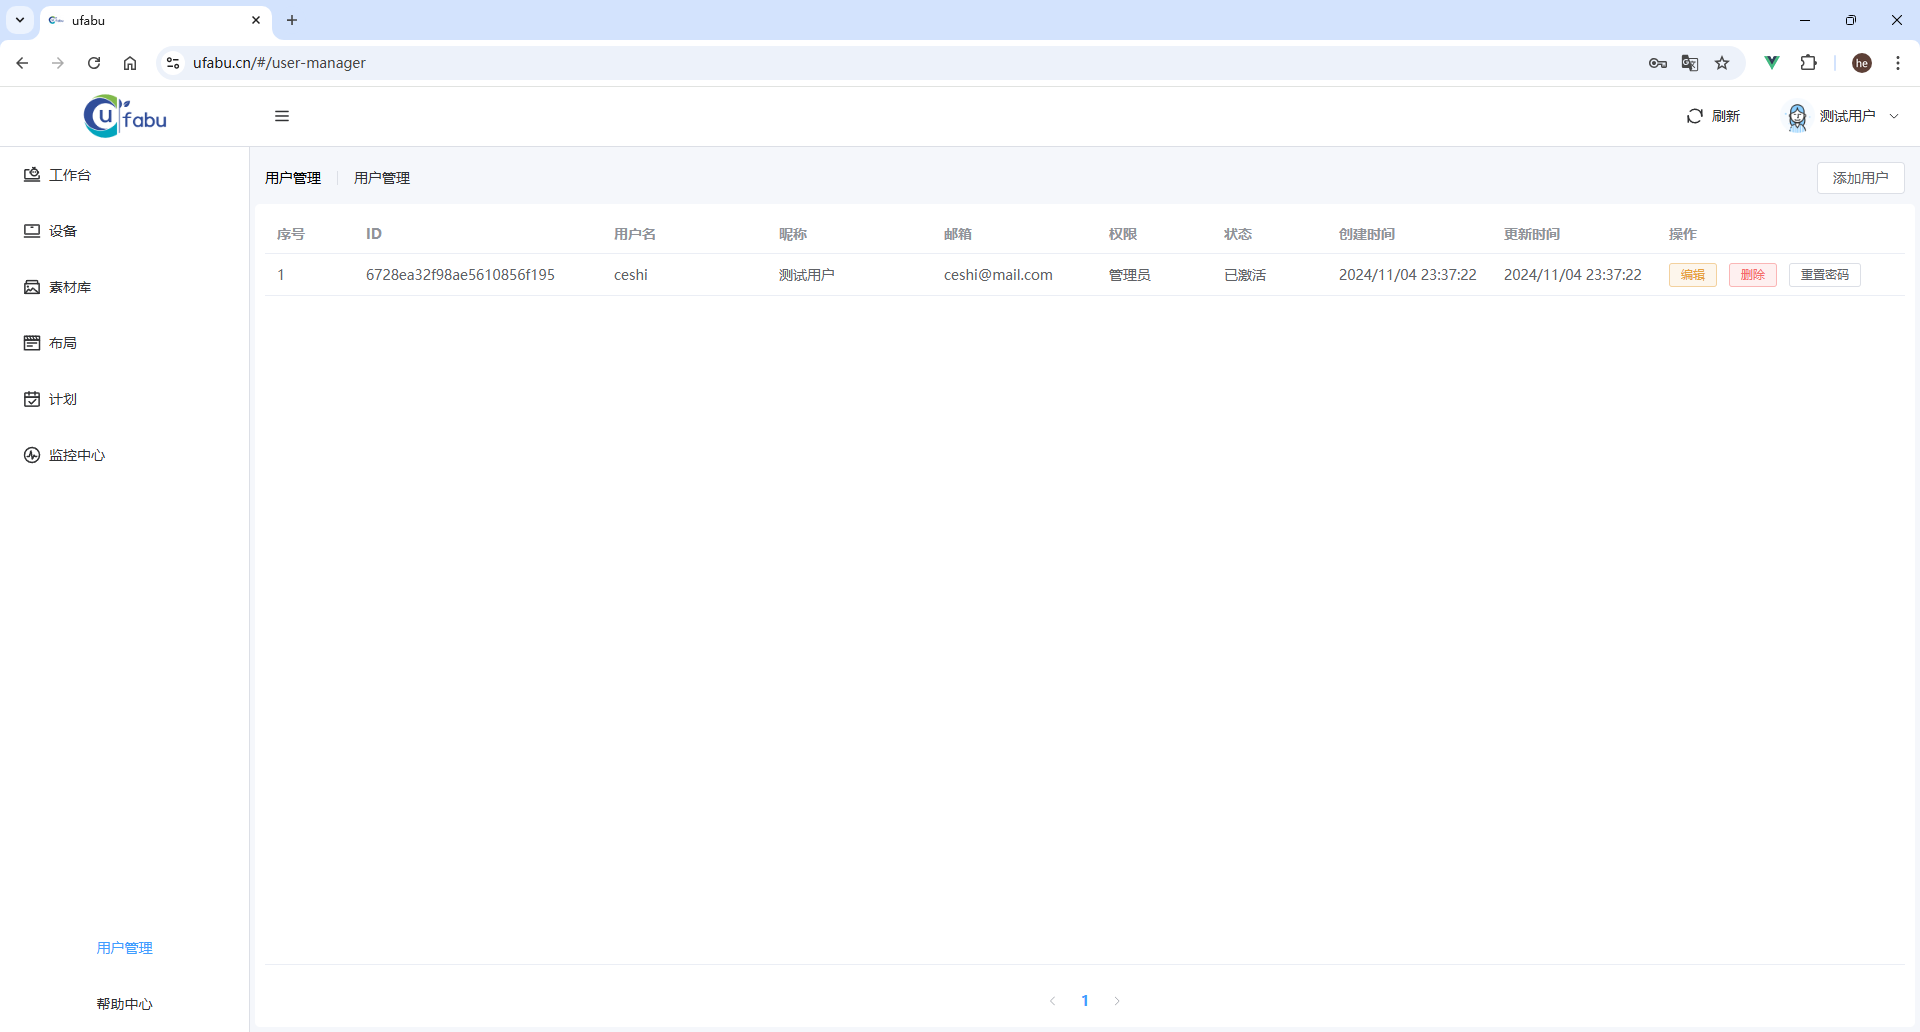 ufabu
ufabu.cn/#/user-manager
he
ufabu
刷新
测试用户
工作台
设备
素材库
布局
计划
监控中心
用户管理
帮助中心
用户管理 用户管理
添加用户
序号 ID 用户名 昵称 邮箱 权限 状态 创建时间 更新时间 操作
1 6728ea32f98ae5610856f195 ceshi 测试用户 ceshi@mail.com 管理员 已激活 2024/11/04 23:37:22 2024/11/04 23:37:22 编辑 删除 重置密码
1